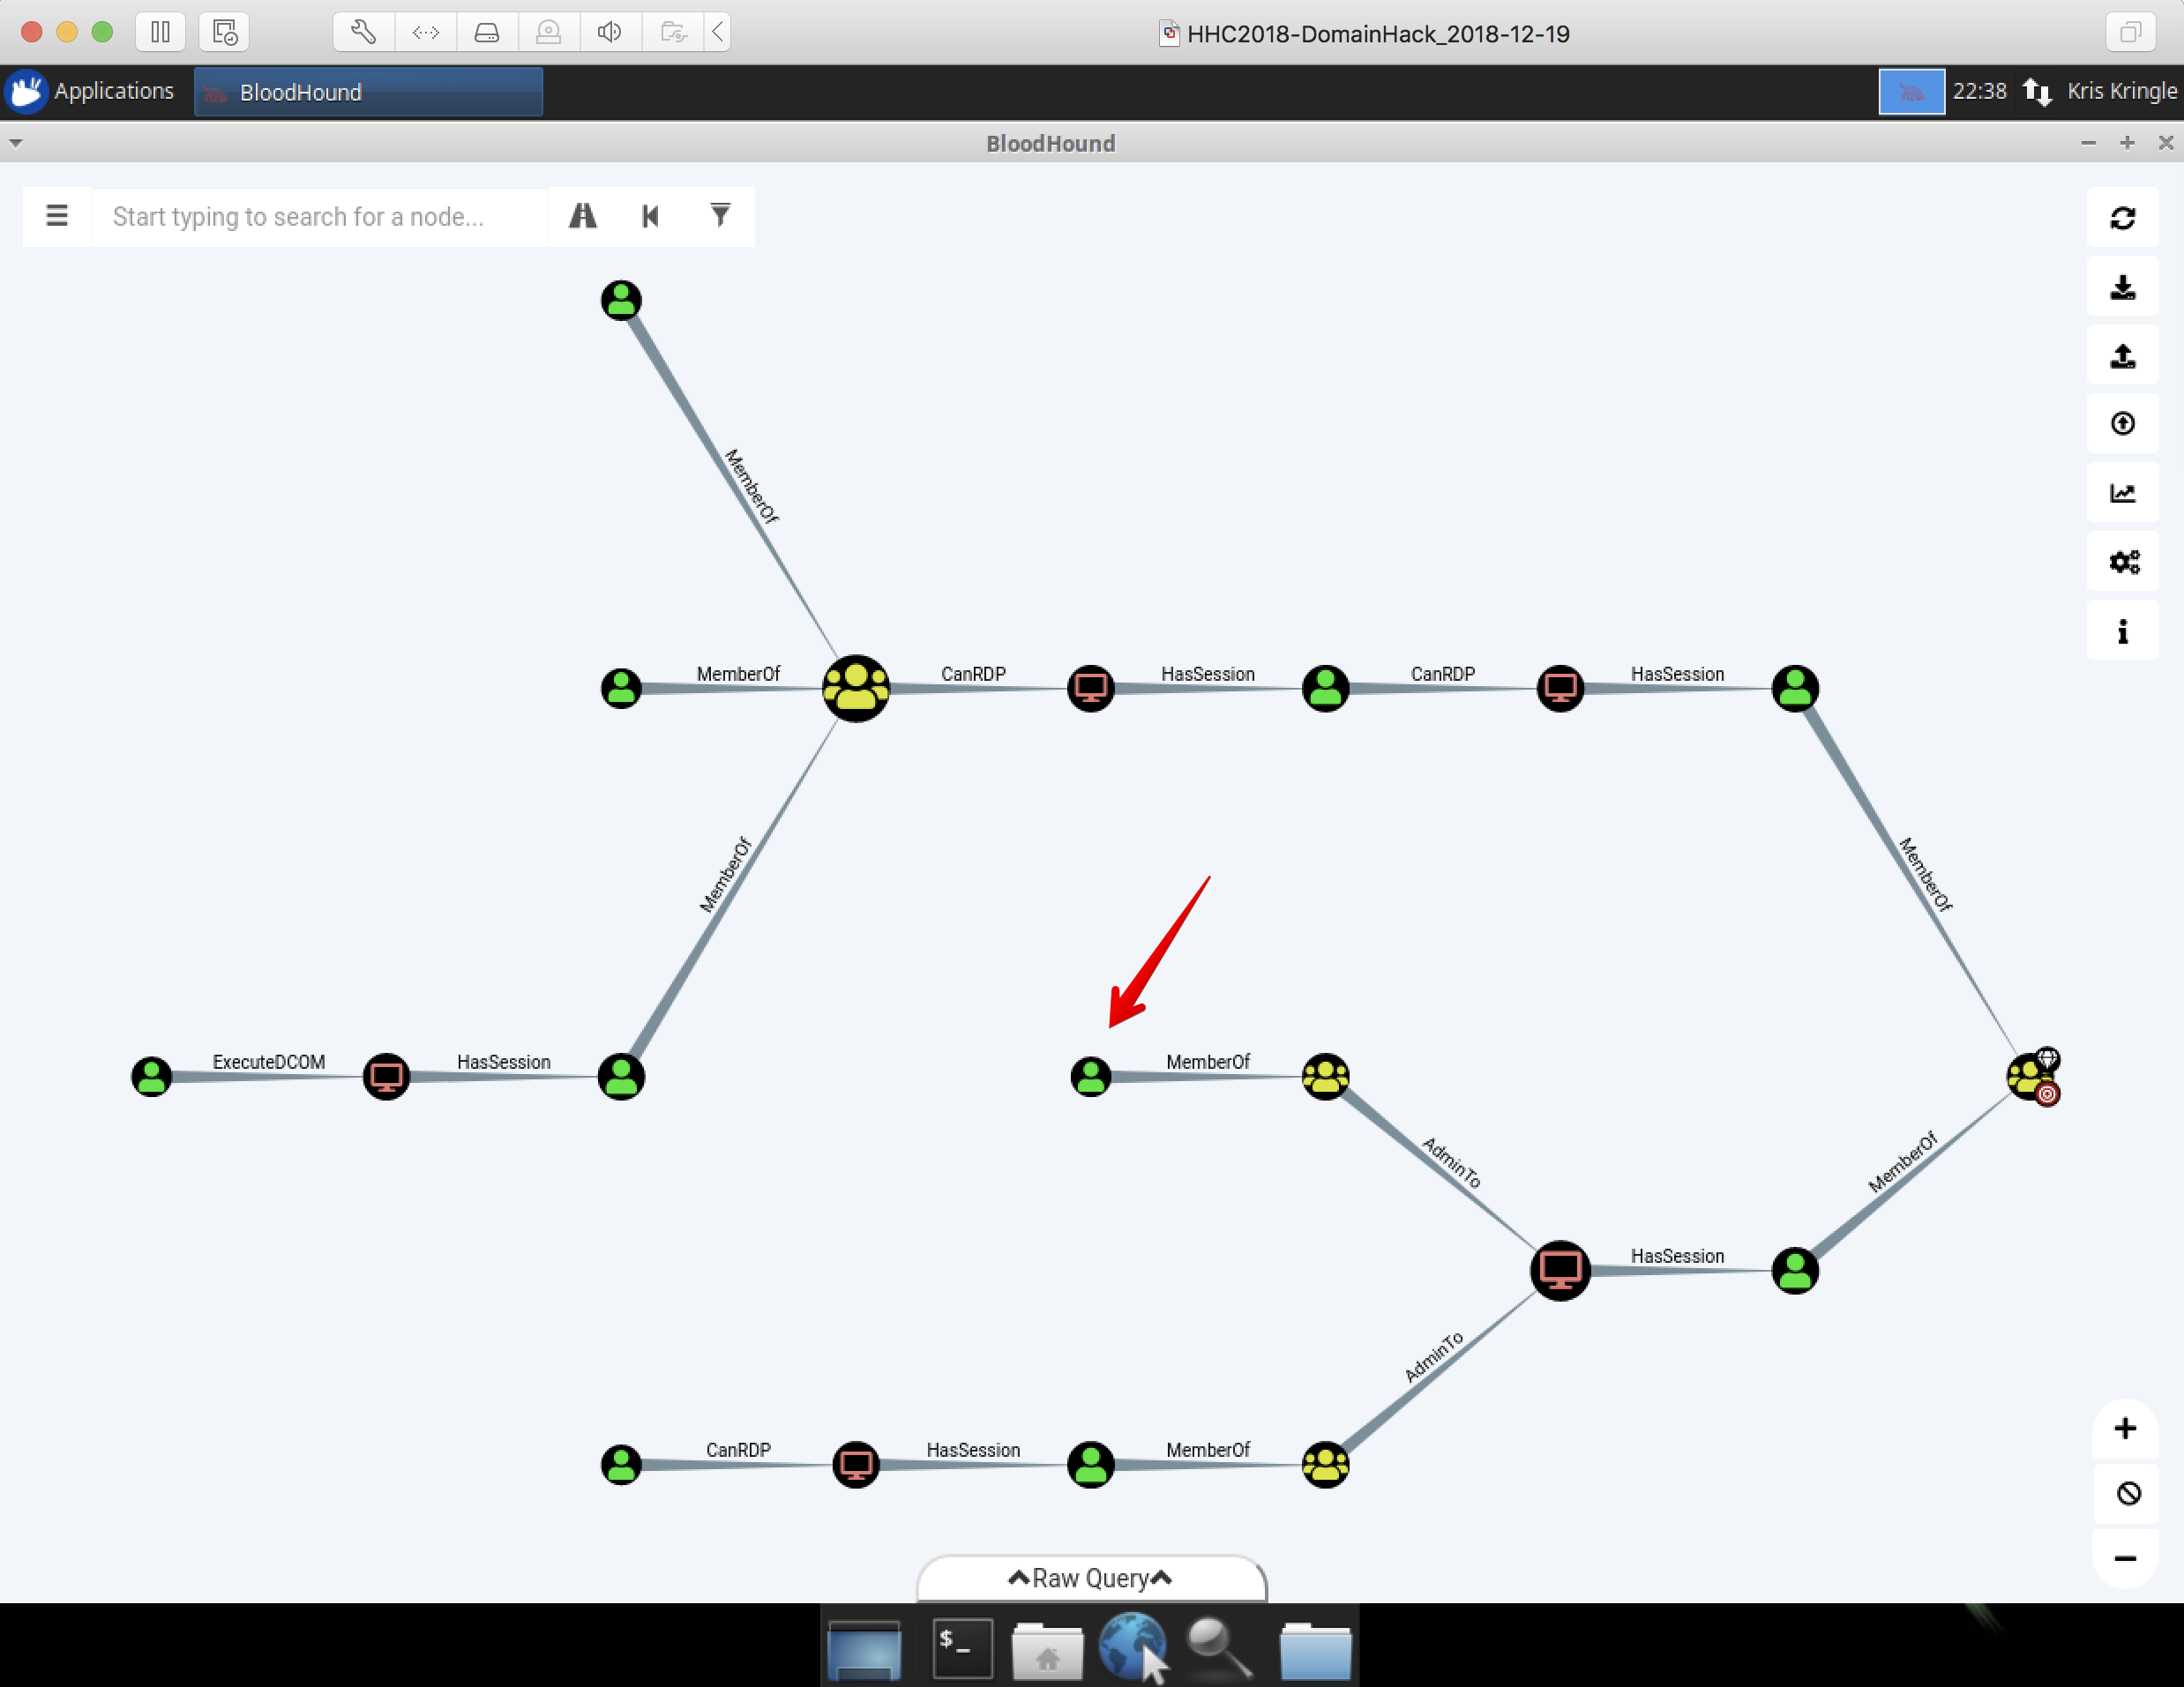 HHC2018-DomainHack_2018-12-19
Applications
BloodHound
22:38
Kris Kringle
BloodHound
Start typing to search for a node...
MemberOf
MemberOf
CanRDP
HasSession
CanRDP
HasSession
MemberOf
MemberOf
ExecuteDCOM
HasSession
MemberOf
AdminTo
MemberOf
HasSession
AdminTo
CanRDP
HasSession
MemberOf
Raw Query
$_